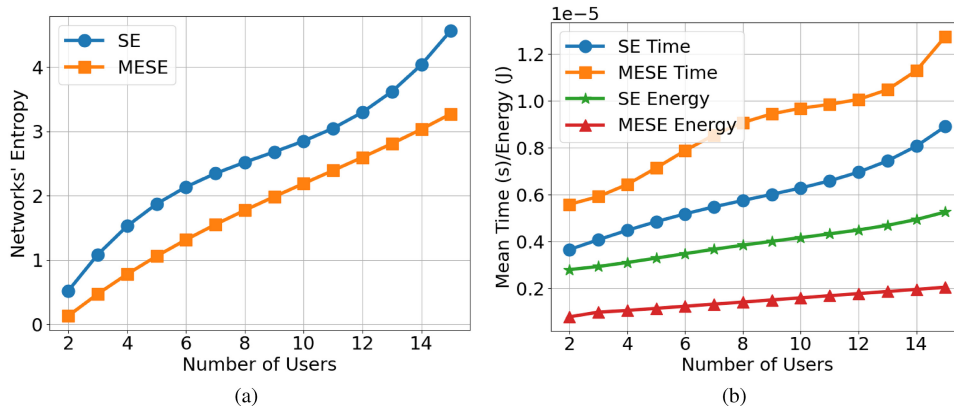 SE
MESE
Networks' Entropy
4
3
2
1
0
2 4 6 8 10 12 14
Number of Users
(a)
1e-5
SE Time
MESE Time
SE Energy
MESE Energy
Mean Time (s)/Energy (J)
1.2
1.0
0.8
0.6
0.4
0.2
2 4 6 8 10 12 14
Number of Users
(b)